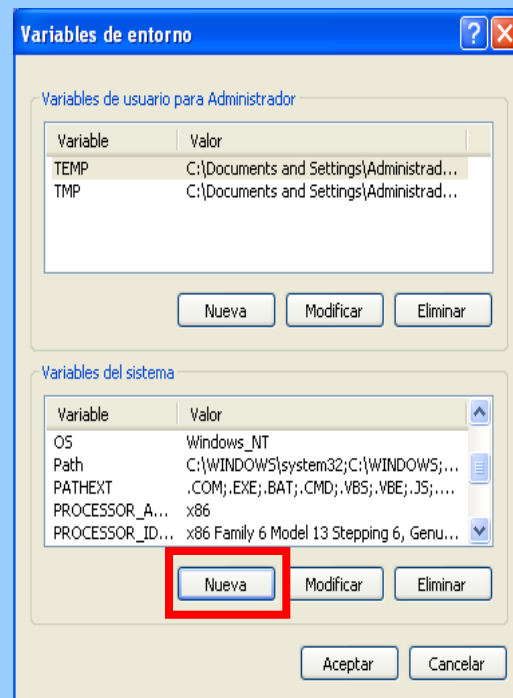 Variables de entorno
Variables de usuario para Administrador
Variable Valor
TEMP C:\Documents and Settings\Administrad...
TMP C:\Documents and Settings\Administrad...
Nueva Modificar Eliminar
Variables del sistema
Variable Valor
OS Windows_NT
Path C:\WINDOWS\system32;C:\WINDOWS;...
PATHEXT .COM;.EXE;.BAT;.CMD;.VBS;.VBE;.JS;....
PROCESSOR_A... x86
PROCESSOR_ID... x86 Family 6 Model 13 Stepping 6, Genu...
Nueva Modificar Eliminar
Aceptar Cancelar